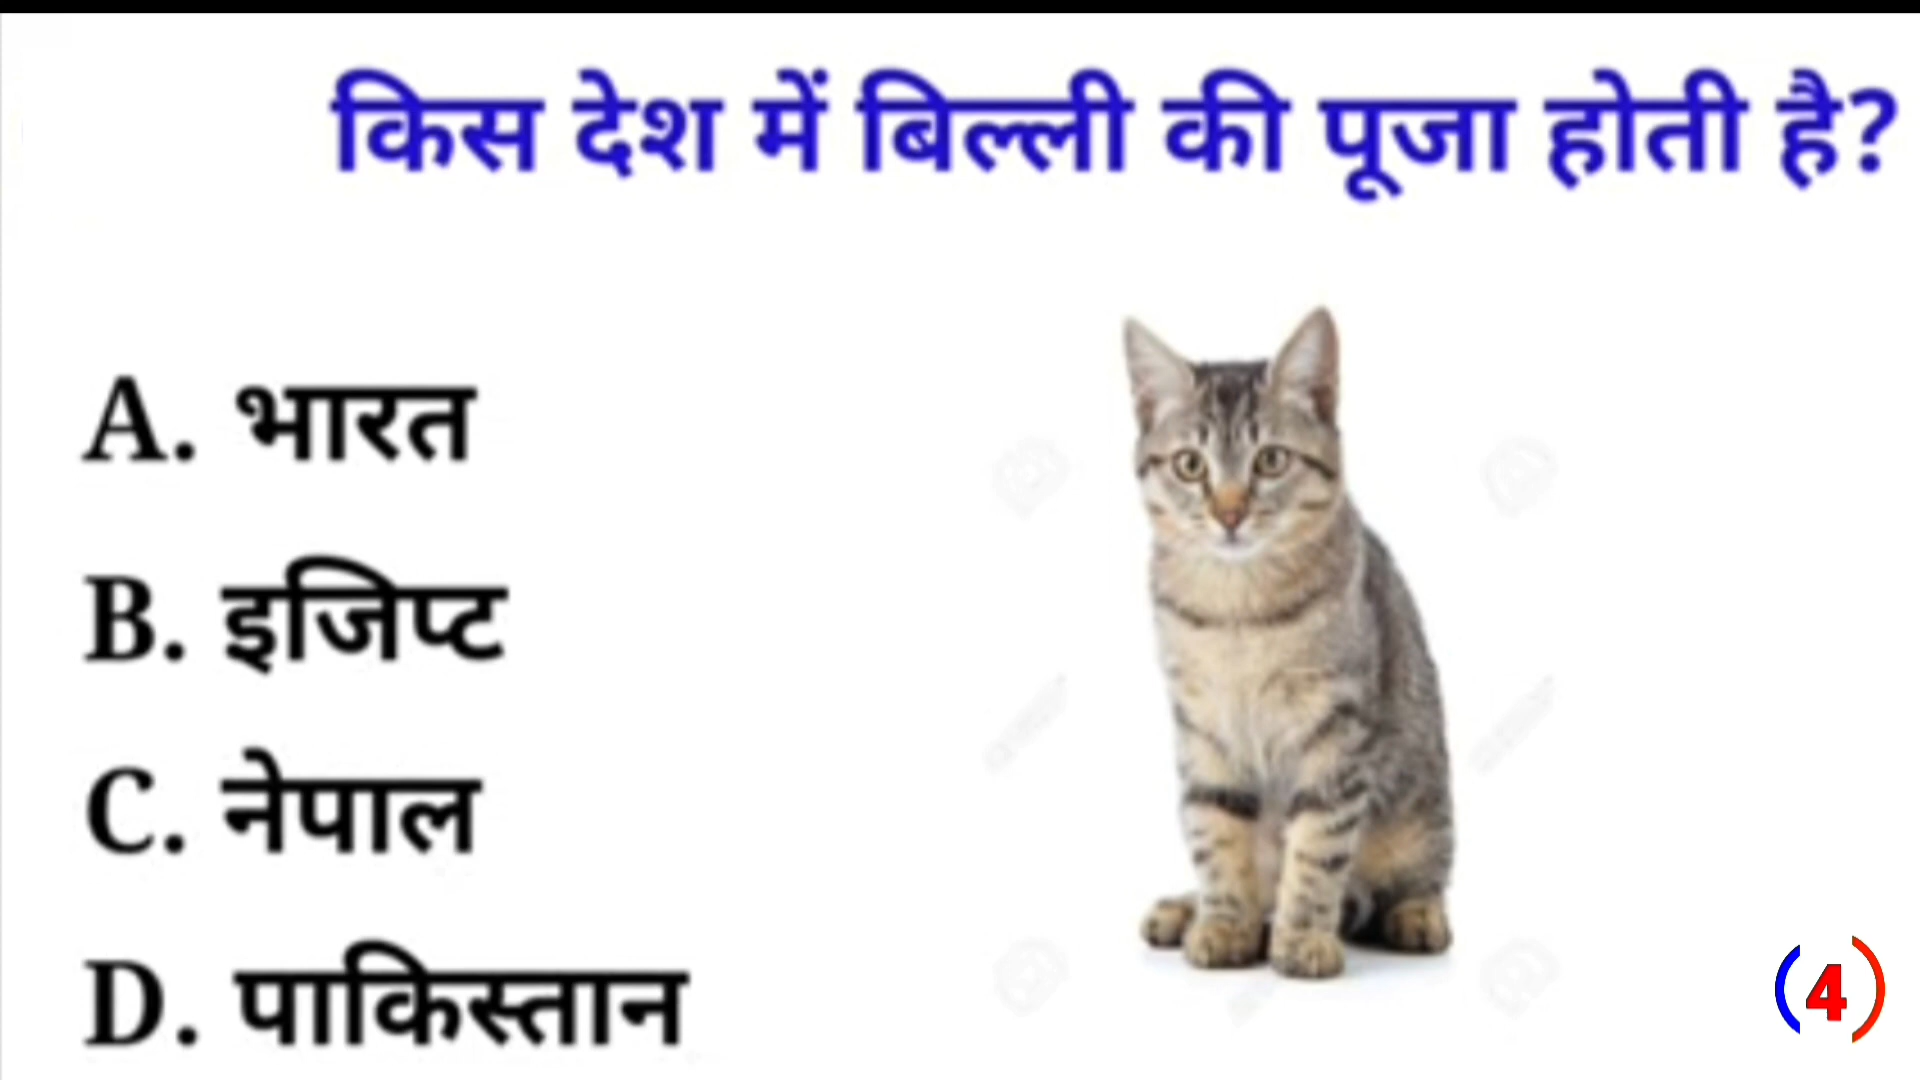 किस देश में बिल्ली की पूजा होती है?
A. भारत
B. इजिप्ट
C. नेपाल
D. पाकिस्तान
(4)